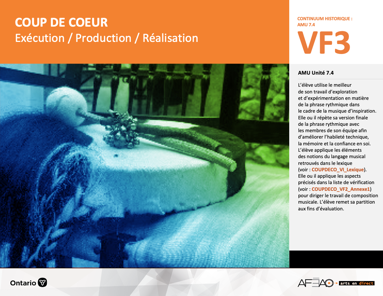 COUP DE COEUR
Exécution / Production / Réalisation
CONTINUUM HISTORIQUE :
AMU 7.4
VF3
AMU Unité 7.4
L'élève utilise le meilleur
de son travail d'exploration
et d'expérimentation en matière
de la phrase rythmique dans
le cadre de la musique d'inspiration.
Elle ou il répète sa version finale
de la phrase rythmique avec
les membres de son équipe afin
d'améliorer l'habileté technique,
la mémoire et la confiance en soi.
L'élève applique les éléments
des notions du langage musical
retrouvés dans le lexique
(voir : COUPDECO_VI_Lexique).
Elle ou il applique les aspects
précisés dans la liste de vérification
(voir : COUPDECO_VF2_Annexe1)
pour diriger le travail de composition
musicale. L'élève remet sa partition
aux fins d'évaluation.
Ontario
AFEAO
arts en direct